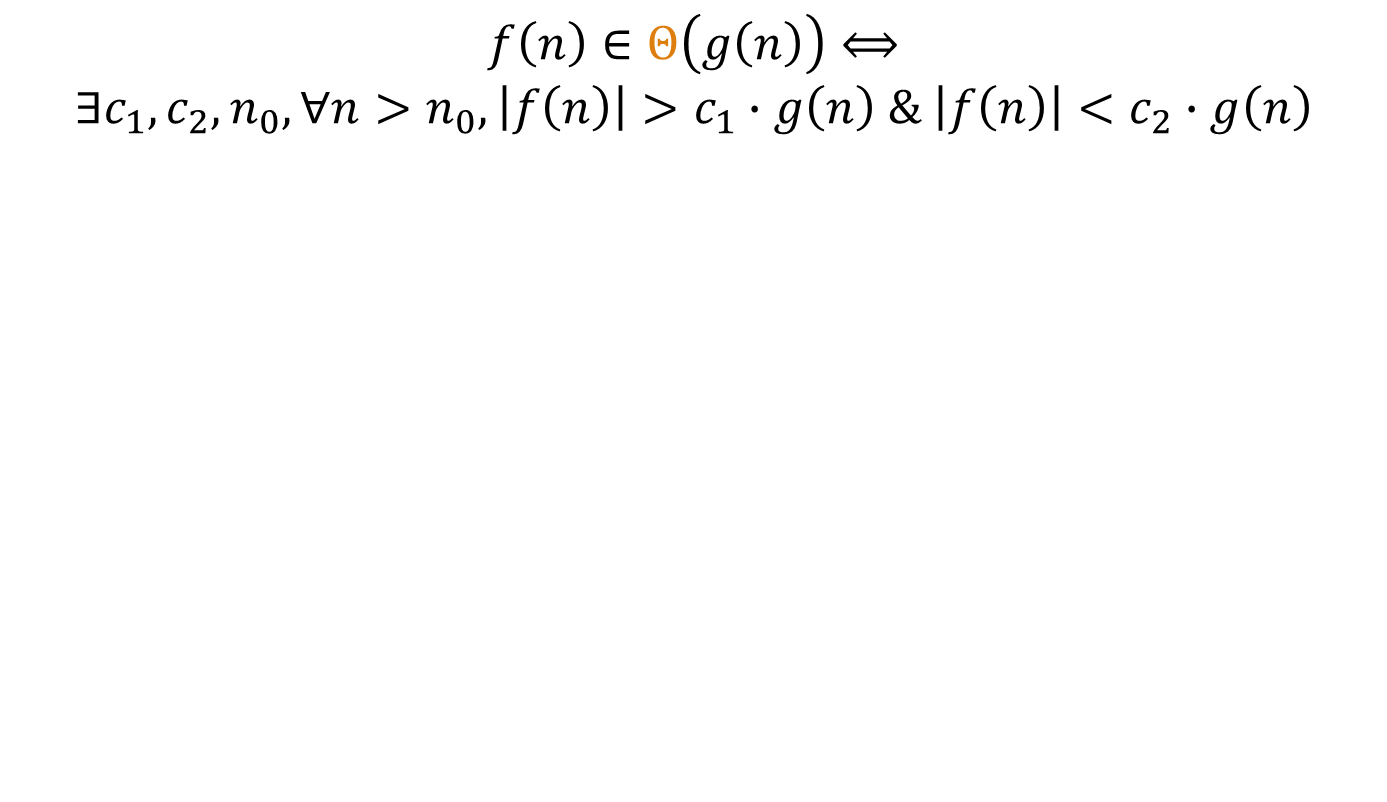 f(n) ∈ Θ(g(n)) ⟺
∃c₁, c₂, n₀, ∀n > n₀, |f(n)| > c₁ · g(n) & |f(n)| < c₂ · g(n)